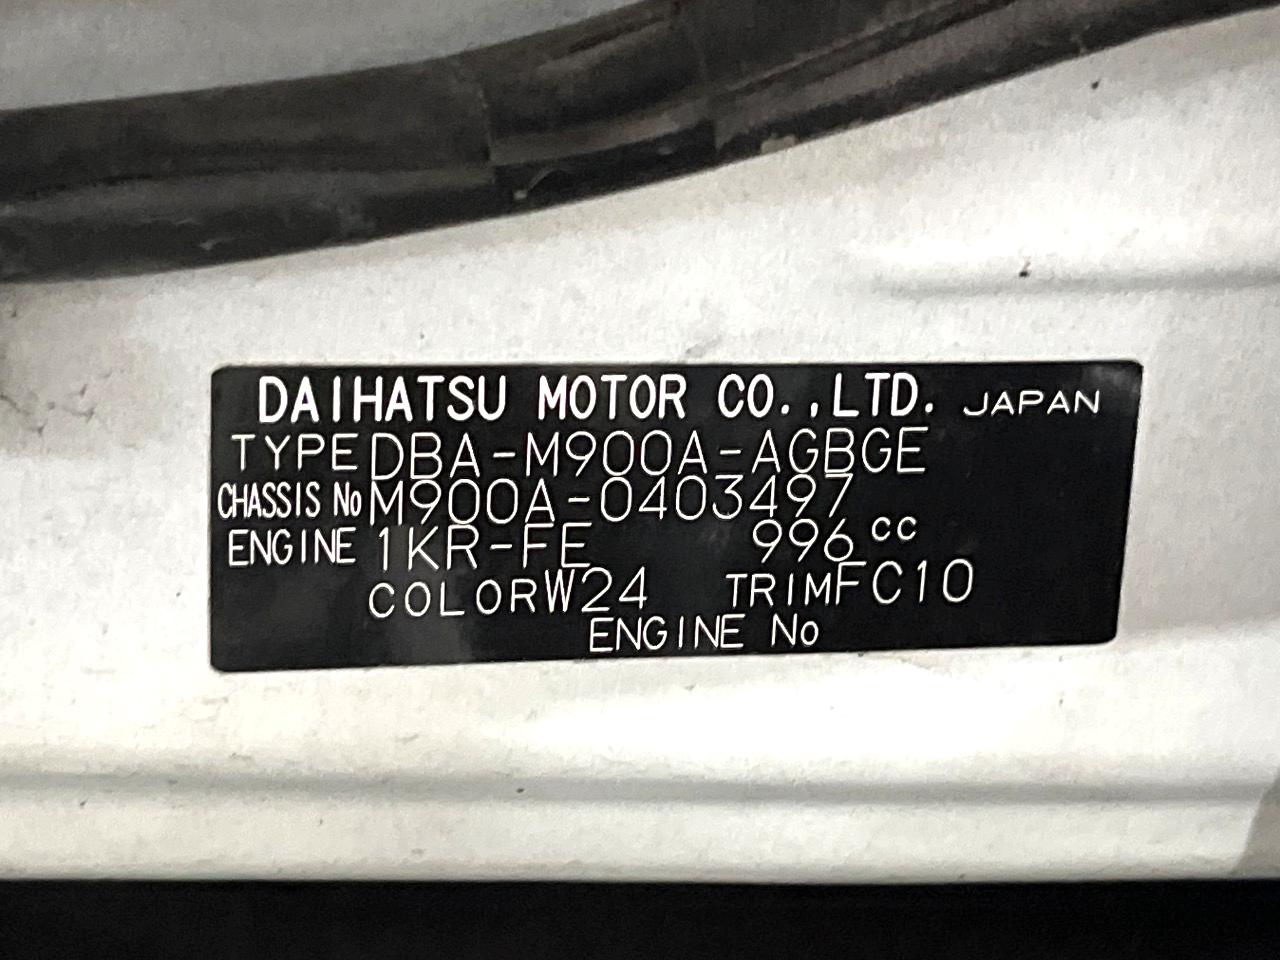 DAIHATSU MOTOR CO.,LTD. JAPAN
TYPE DBA-M900A-AGBGE
CHASSIS No M900A-0403497
ENGINE 1KR-FE 996cc
COLOR W24 TRIM FC10
ENGINE No